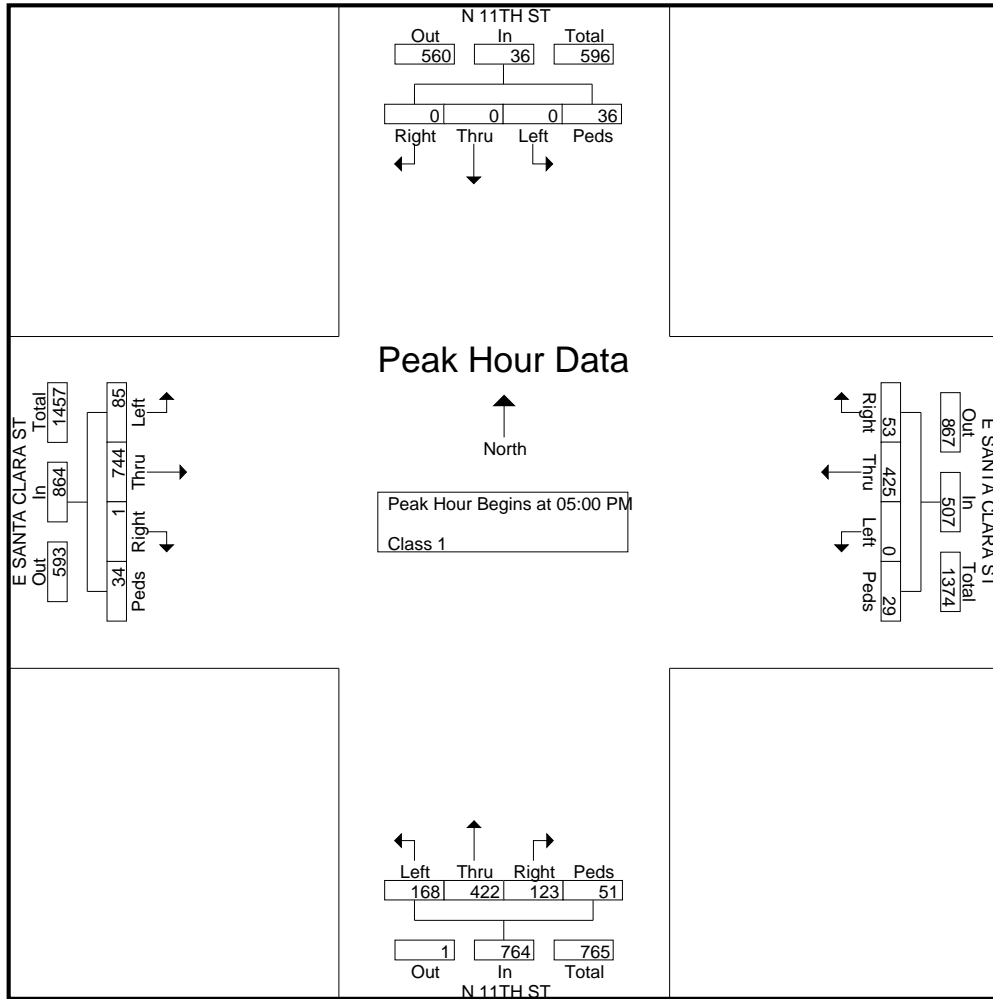 N 11TH ST
Out In Total
560 36 596
0 0 0 36
Right Thru Left Peds
Peak Hour Data
North
Peak Hour Begins at 05:00 PM
Class 1
E SANTA CLARA ST
Total In Out
1457 864 593
85 744 1 34
Left Thru Right Peds
Right Thru Left Peds
53 425 0 29
867 507 1374
Out In Total
E SANTA CLARA ST
Left Thru Right Peds
168 422 123 51
1 764 765
Out In Total
N 11TH ST